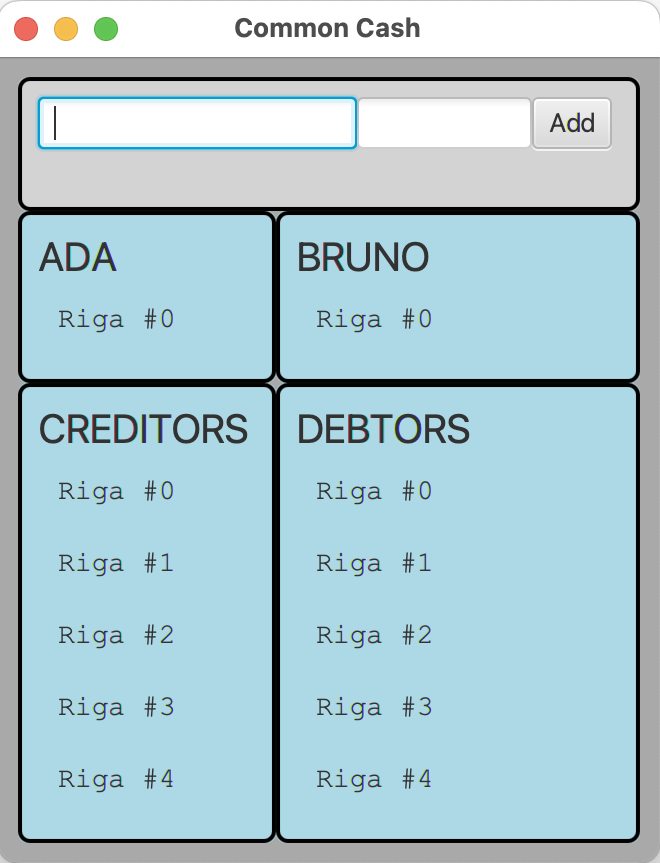 Common Cash
Add
ADA
Riga #0
BRUNO
Riga #0
CREDITORS
Riga #0
Riga #1
Riga #2
Riga #3
Riga #4
DEBTORS
Riga #0
Riga #1
Riga #2
Riga #3
Riga #4